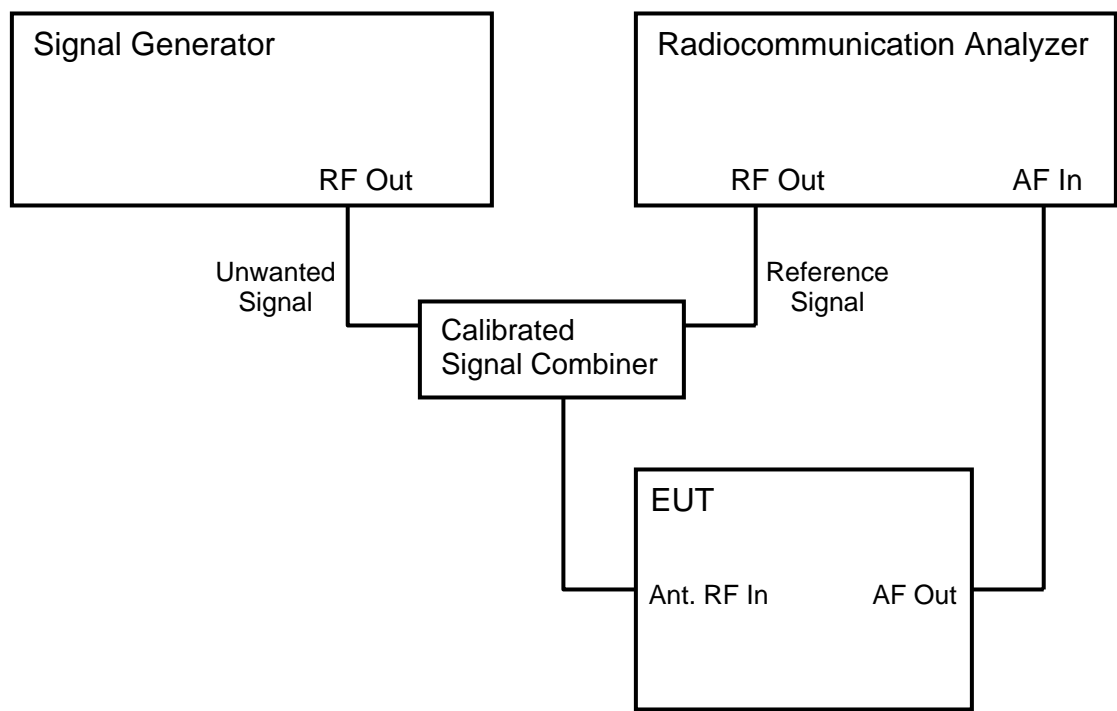 Signal Generator
Radiocommunication Analyzer
RF Out
RF Out
AF In
Unwanted
Signal
Reference
Signal
Calibrated
Signal Combiner
EUT
Ant. RF In
AF Out